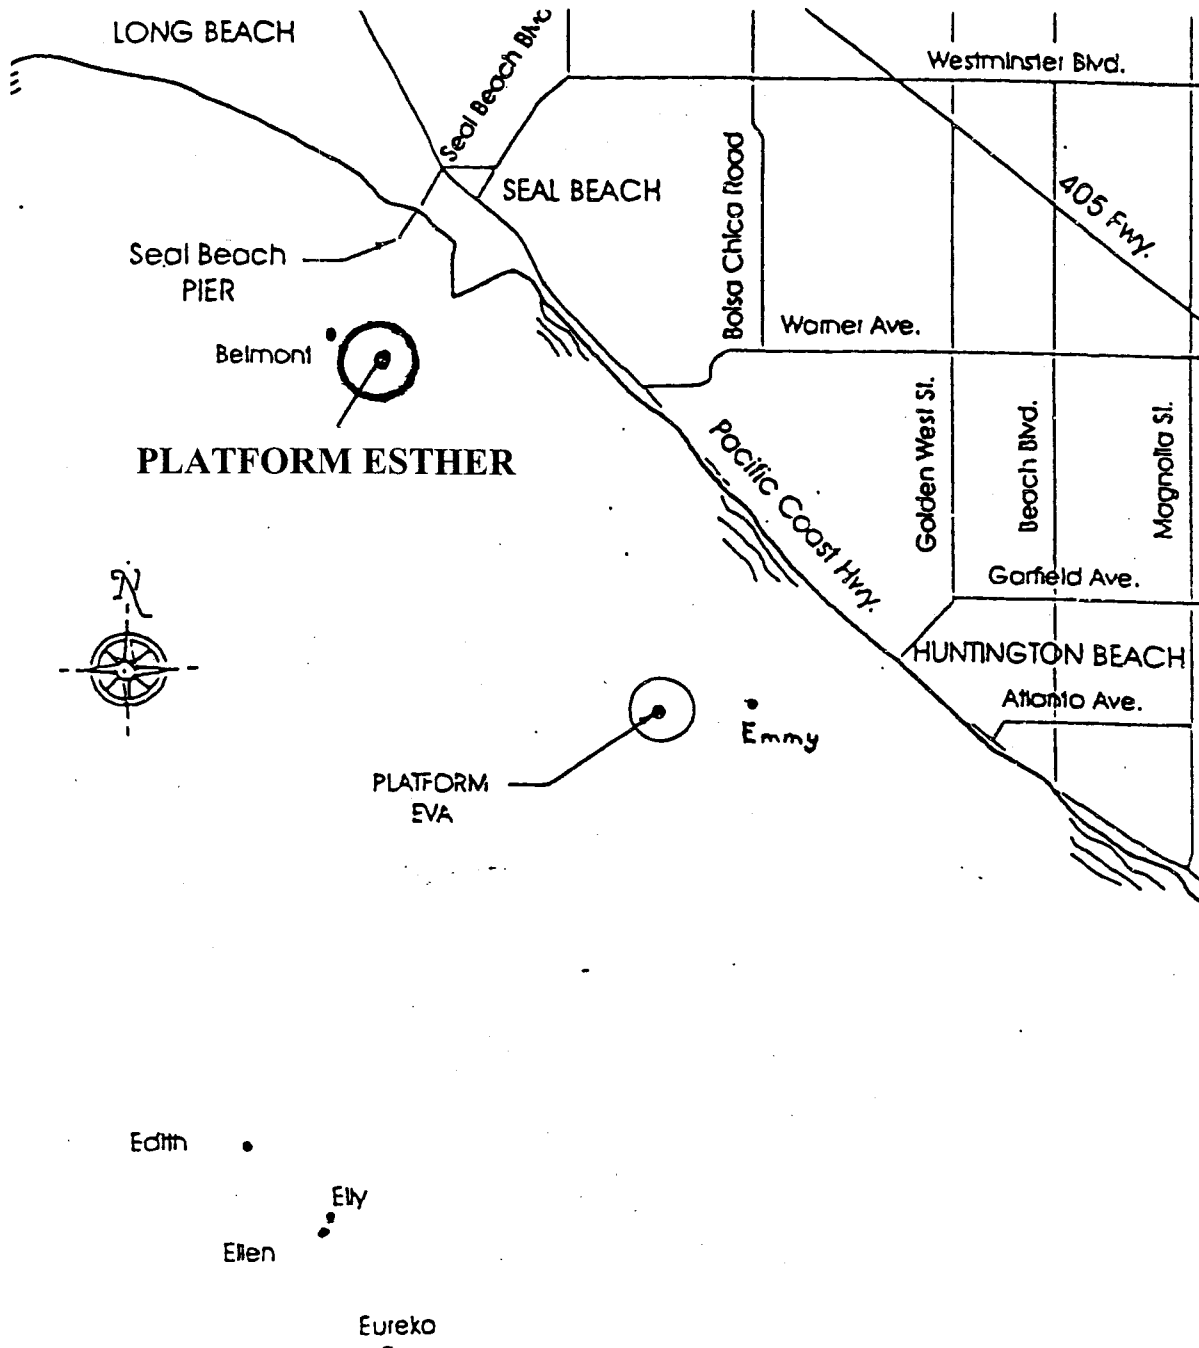 LONG BEACH
Seal Beach Blvd
Westminster Blvd.
SEAL BEACH
Bolsa Chica Road
405 Fwy.
Seal Beach
PIER
Warner Ave.
Belmont
PLATFORM ESTHER
Pacific Coast Hwy.
Golden West St.
Beach Blvd.
Magnolia St.
N
Garfield Ave.
HUNTINGTON BEACH
Atlanta Ave.
Emmy
PLATFORM
EVA
Edith
Elly
Ellen
Eureka